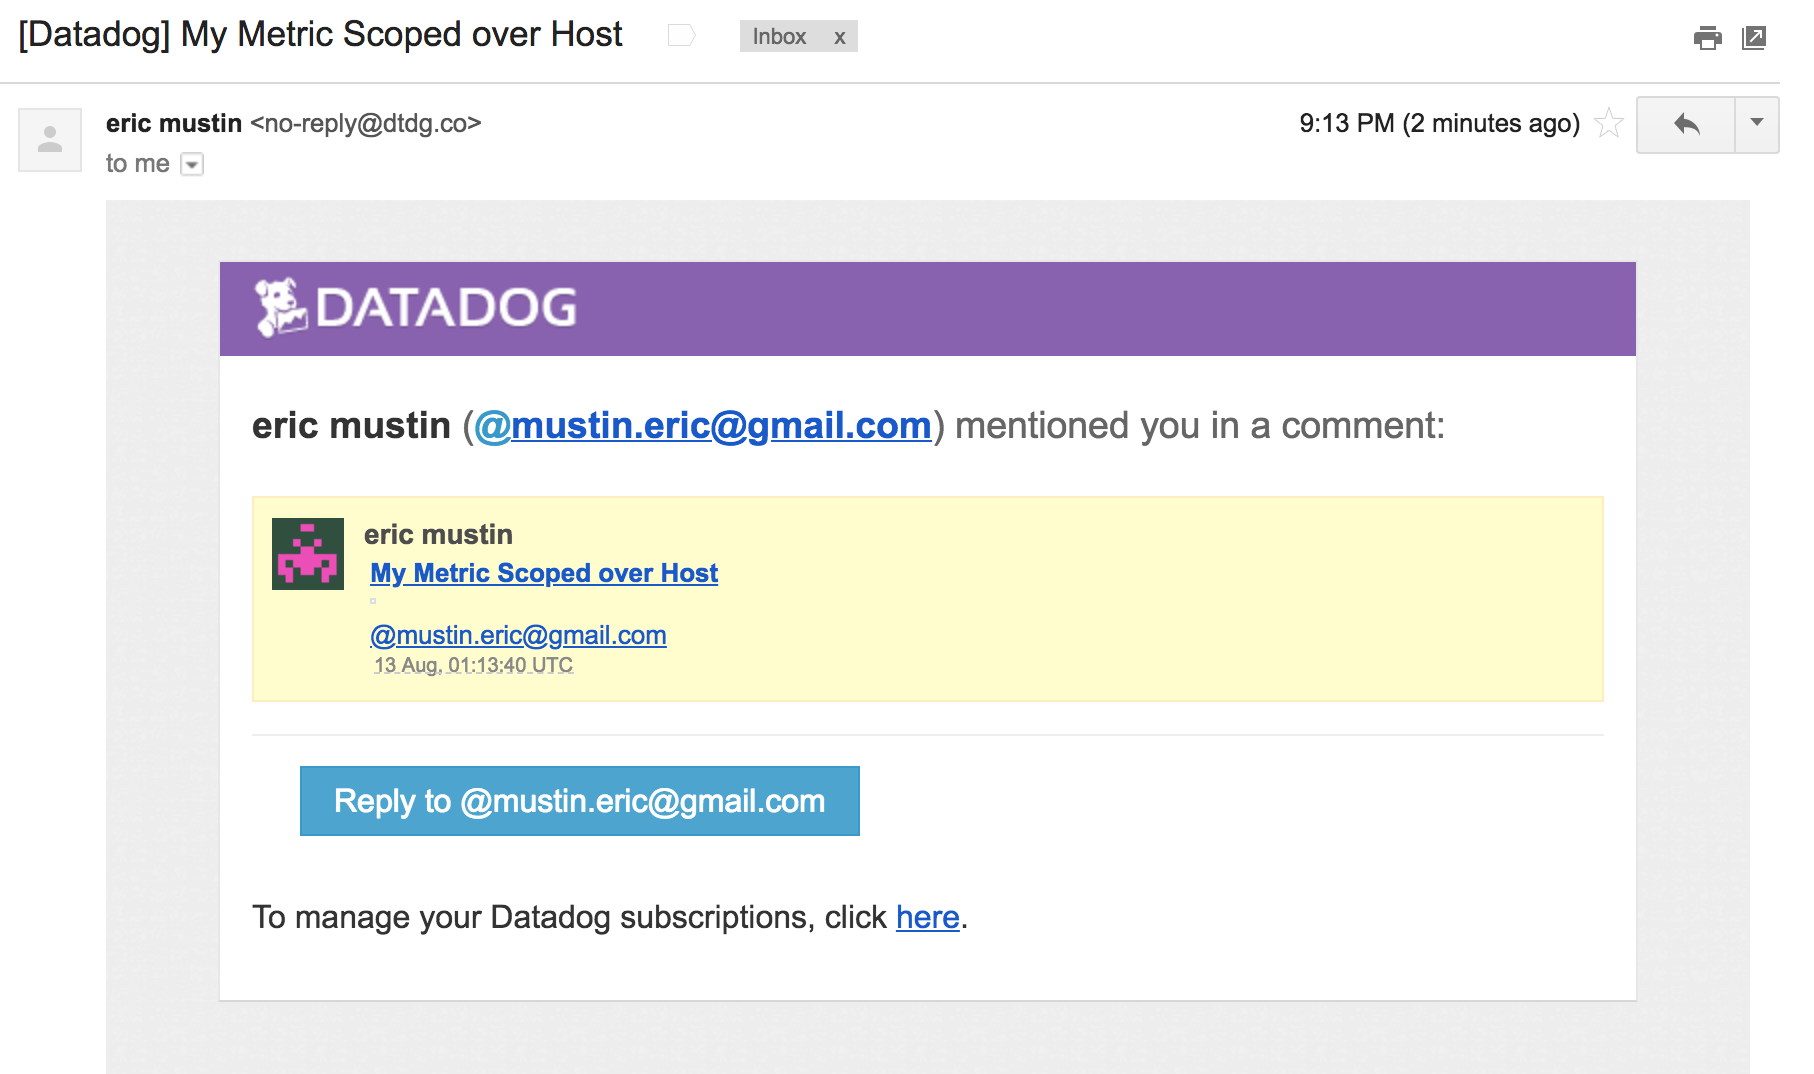 [Datadog] My Metric Scoped over Host
Inbox x
eric mustin <no-reply@dtdg.co>
9:13 PM (2 minutes ago)
to me
DATADOG
eric mustin (@mustin.eric@gmail.com) mentioned you in a comment:
eric mustin
My Metric Scoped over Host
@mustin.eric@gmail.com
13 Aug, 01:13:40 UTC
Reply to @mustin.eric@gmail.com
To manage your Datadog subscriptions, click here.